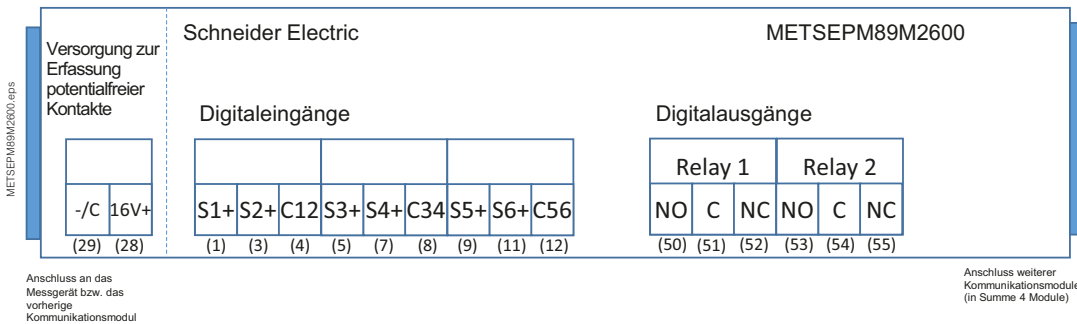 Schneider Electric
METSEPM89M2600
Versorgung zur
Erfassung
potentialfreier
Kontakte
METSEPM89M2600.eps
Digitaleingänge
Digitalausgänge
Relay 1 Relay 2
-/C 16V+ S1+ S2+ C12 S3+ S4+ C34 S5+ S6+ C56 NO C NC NO C NC
(29) (28) (1) (3) (4) (5) (7) (8) (9) (11) (12) (50) (51) (52) (53) (54) (55)
Anschluss an das
Messgerät bzw. das
vorherige
Kommunikationsmodul
Anschluss weiterer
Kommunikationsmodule
(in Summe 4 Module)